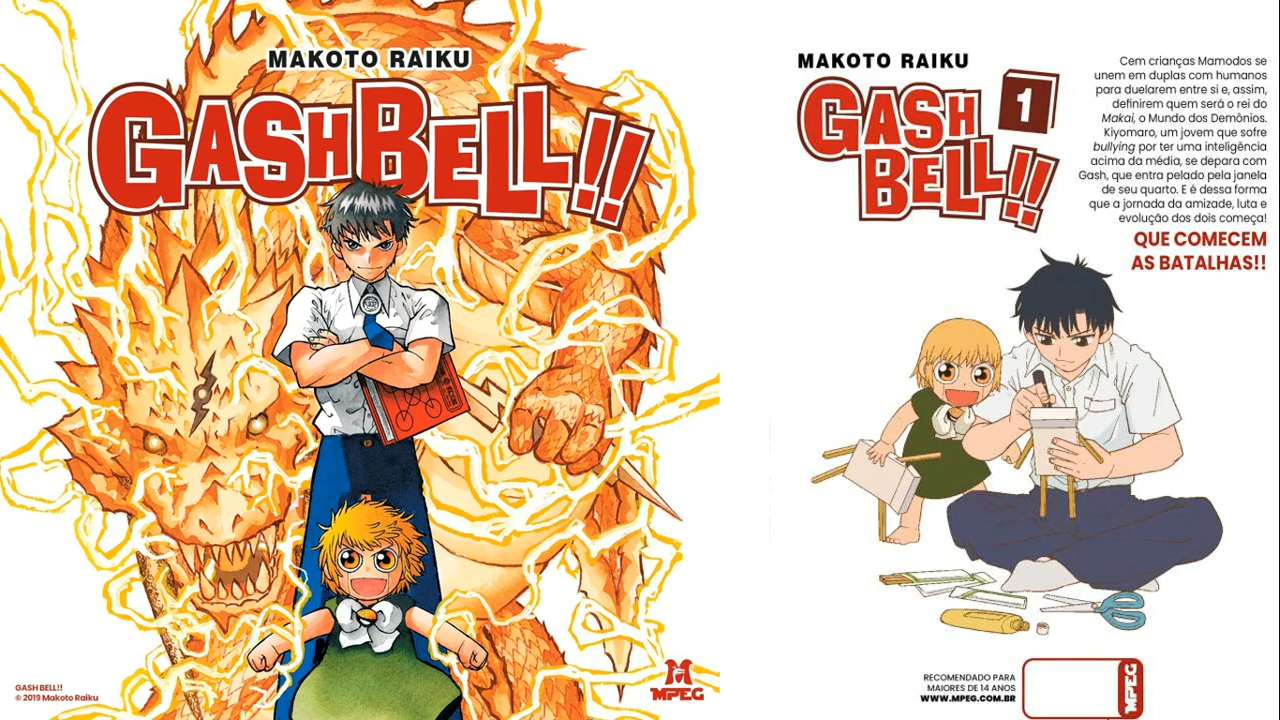 MAKOTO RAIKU
GASH BELL!!
GASH BELL!!
© 2019 Makoto Raiku
MPEG
MAKOTO RAIKU
GASH
1
BELL!!
Cem crianças Mamodos se
unem em duplas com humanos
para duelarem entre si e, assim,
definirem quem será o rei do
Makai, o Mundo dos Demônios.
Kiyomaro, um jovem que sofre
bullying por ter uma inteligência
acima da média, se depara com
Gash, que entra pelado pela janela
de seu quarto. E é dessa forma
que a jornada da amizade, luta e
evolução dos dois começa!
QUE COMECEM
AS BATALHAS!!
RECOMENDADO PARA
MAIORES DE 14 ANOS
WWW.MPEG.COM.BR
MPEG